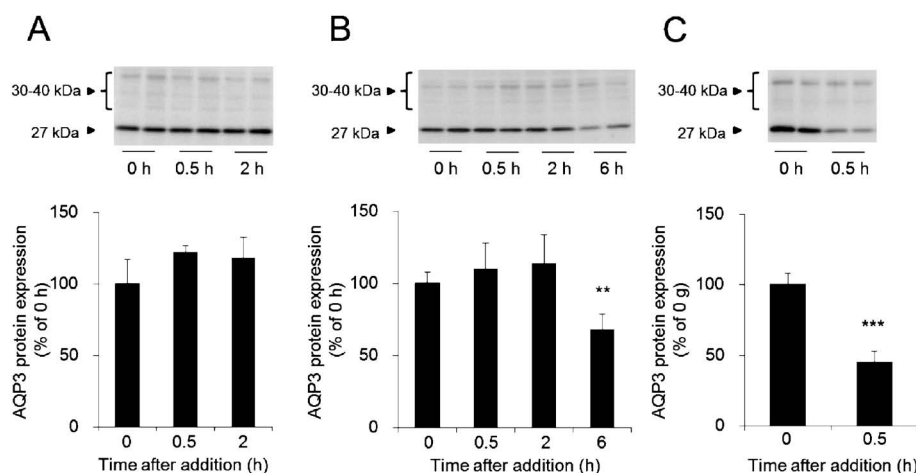 A
30-40 kDa
27 kDa
0 h 0.5 h 2 h
AQP3 protein expression
(% of 0 h)
150
100
50
0
0 0.5 2
Time after addition (h)
B
30-40 kDa
27 kDa
0 h 0.5 h 2 h 6 h
AQP3 protein expression
(% of 0 h)
150
100
50
0
**
0 0.5 2 6
Time after addition (h)
C
30-40 kDa
27 kDa
0 h 0.5 h
AQP3 protein expression
(% of 0 g)
150
100
50
0
***
0 0.5
Time after addition (h)